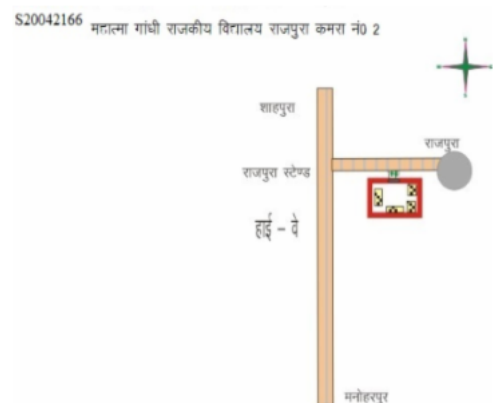 S20042166 महात्मा गांधी राजकीय विद्यालय राजपुरा कमरा नं0 2
शाहपुरा
राजपुरा
राजपुरा स्टेण्ड
हाई – वे
मनोहरपुर